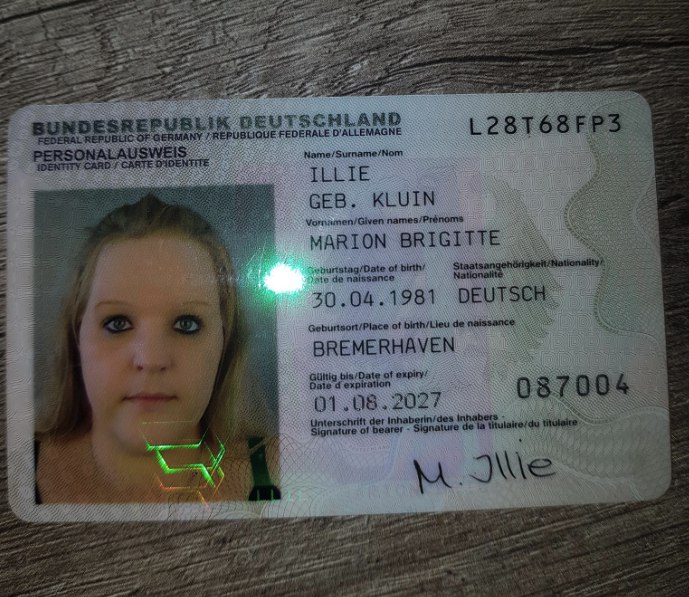 BUNDESREPUBLIK DEUTSCHLAND
FEDERAL REPUBLIC OF GERMANY / REPUBLIQUE FEDERALE D'ALLEMAGNE
PERSONALAUSWEIS
IDENTITY CARD / CARTE D'IDENTITE
L28T68FP3
Name/Surname/Nom
ILLIE
GEB. KLUIN
Vornamen/Given names/Prénoms
MARION BRIGITTE
Geburtstag/Date of birth/
Date de naissance
Staatsangehörigkeit/Nationality/
Nationalité
30.04.1981 DEUTSCH
Geburtsort/Place of birth/Lieu de naissance
BREMERHAVEN
Gültig bis/Date of expiry/
Date d'expiration
01.08.2027
087004
Unterschrift der Inhaberin/des Inhabers -
Signature of bearer - Signature de la titulaire/du titulaire
M. Illie